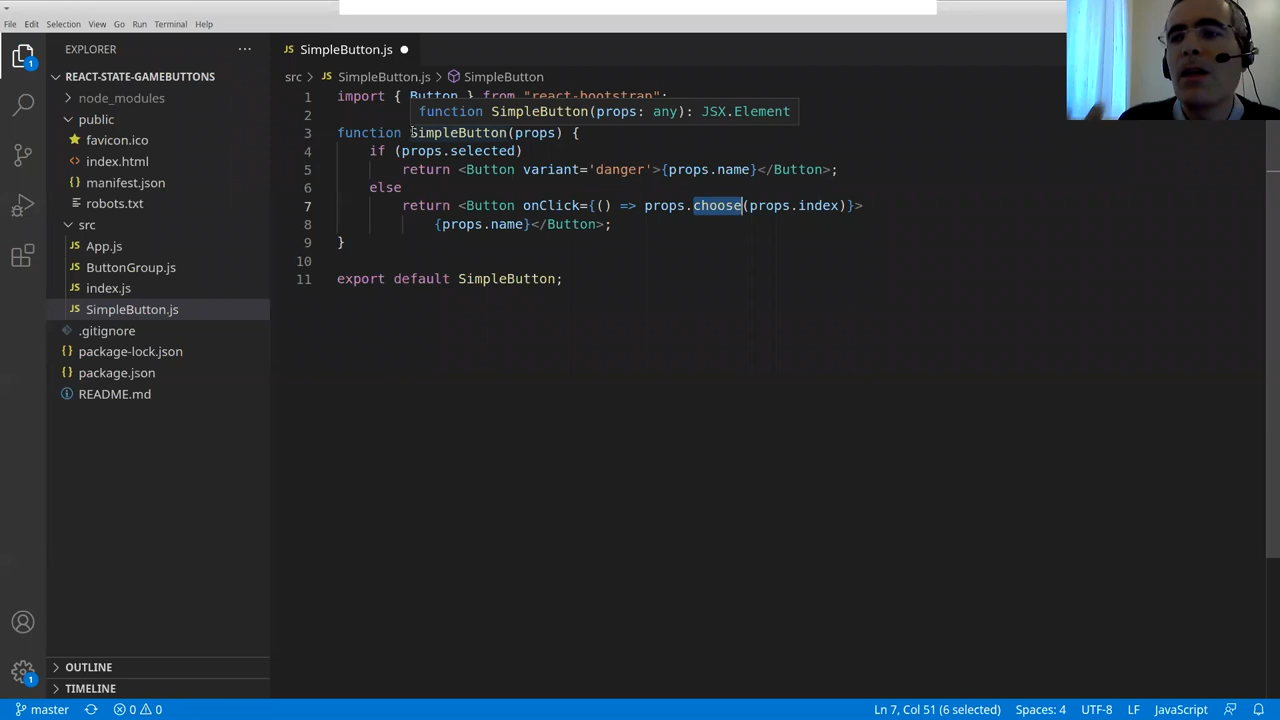 File Edit Selection View Go Run Terminal Help
EXPLORER
SimpleButton.js
REACT-STATE-GAMEBUTTONS
node_modules
public
favicon.ico
index.html
manifest.json
robots.txt
src
App.js
ButtonGroup.js
index.js
SimpleButton.js
.gitignore
package-lock.json
package.json
README.md
OUTLINE
TIMELINE
src SimpleButton.js SimpleButton
1 import { Button } from "react-bootstrap";
function SimpleButton(props: any): JSX.Element
2
3 function SimpleButton(props) {
4 if (props.selected)
5 return <Button variant='danger'>{props.name}</Button>;
6 else
7 return <Button onClick={() => props.choose(props.index)}>
8 {props.name}</Button>;
9 }
10
11 export default SimpleButton;
1
1
master 0 0 Ln 7, Col 51 (6 selected) Spaces: 4 UTF-8 LF JavaScript